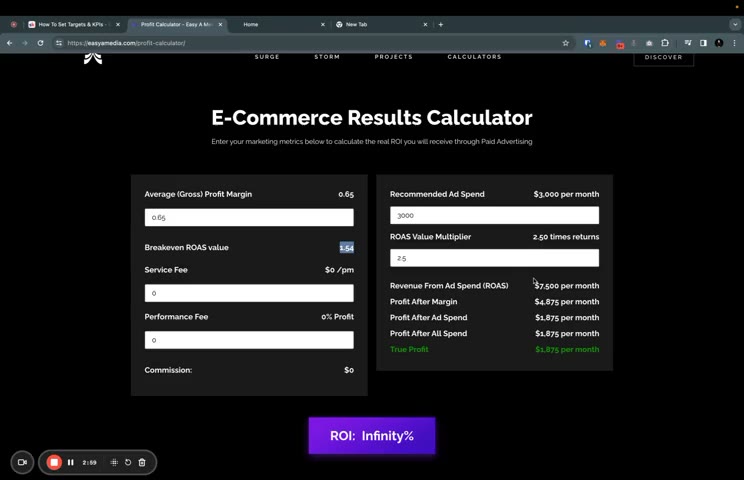 How To Set Targets & KPIs -
Profit Calculator - Easy A Me
Home
New Tab
https://easyamedia.com/profit-calculator/
SURGE
STORM
PROJECTS
CALCULATORS
DISCOVER
E-Commerce Results Calculator
Enter your marketing metrics below to calculate the real ROI you will receive through Paid Advertising
Average (Gross) Profit Margin 0.65
0.65
Breakeven ROAS value 1.54
Service Fee $0 /pm
0
Performance Fee 0% Profit
0
Commission: $0
Recommended Ad Spend $3,000 per month
3000
ROAS Value Multiplier 2.50 times returns
2.5
Revenue From Ad Spend (ROAS) $7,500 per month
Profit After Margin $4,875 per month
Profit After Ad Spend $1,875 per month
Profit After All Spend $1,875 per month
True Profit $1,875 per month
ROI: Infinity%
2:59